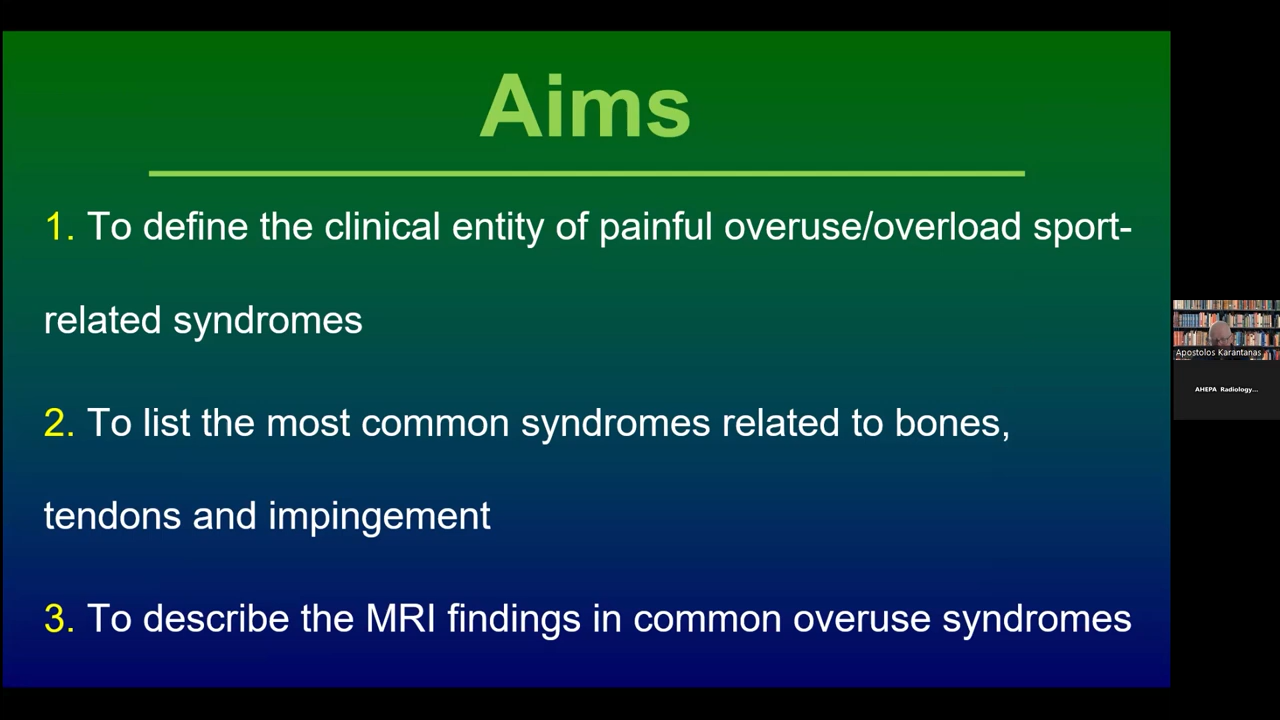 Aims
1. To define the clinical entity of painful overuse/overload sport-
related syndromes
2. To list the most common syndromes related to bones,
tendons and impingement
3. To describe the MRI findings in common overuse syndromes
Apostolos Karantanas
AHEPA Radiology...